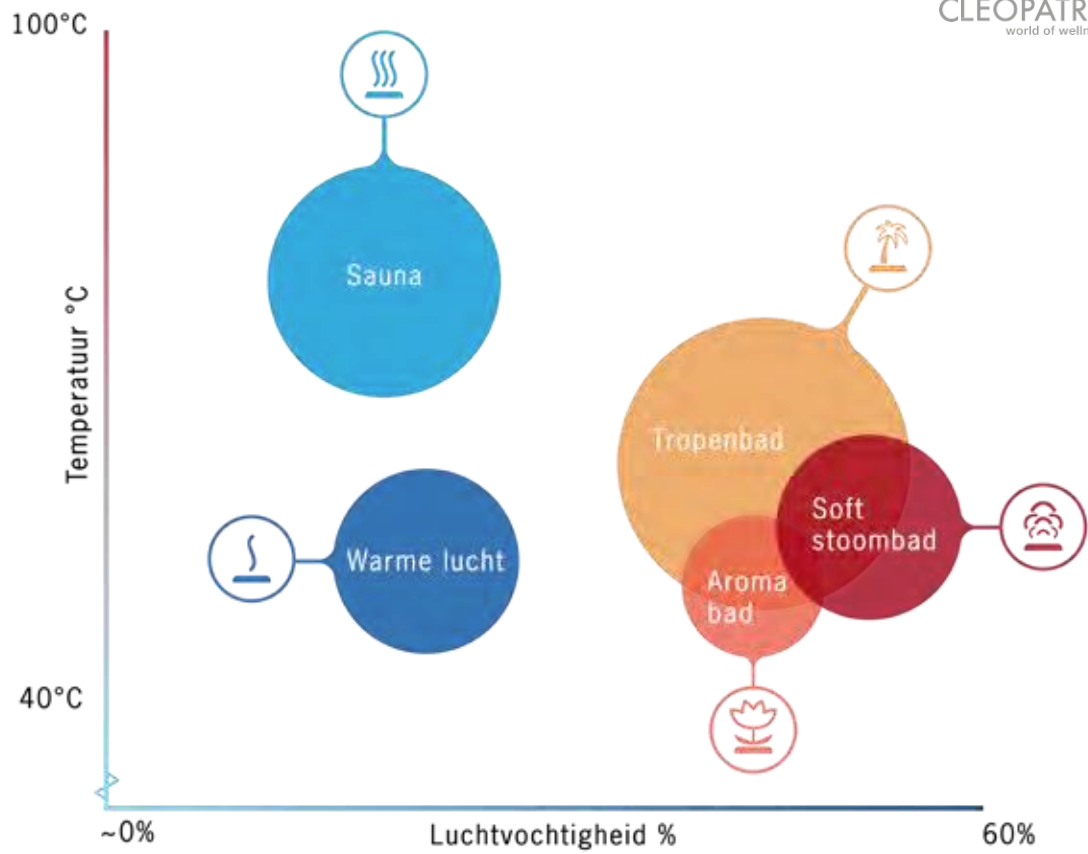 CLEOPATR
world of welln
100°C
Temperatuur °C
40°C
Sauna
Tropenbad
Soft
stoombad
Warme lucht
Aroma
bad
~0%
Luchtvochtigheid %
60%